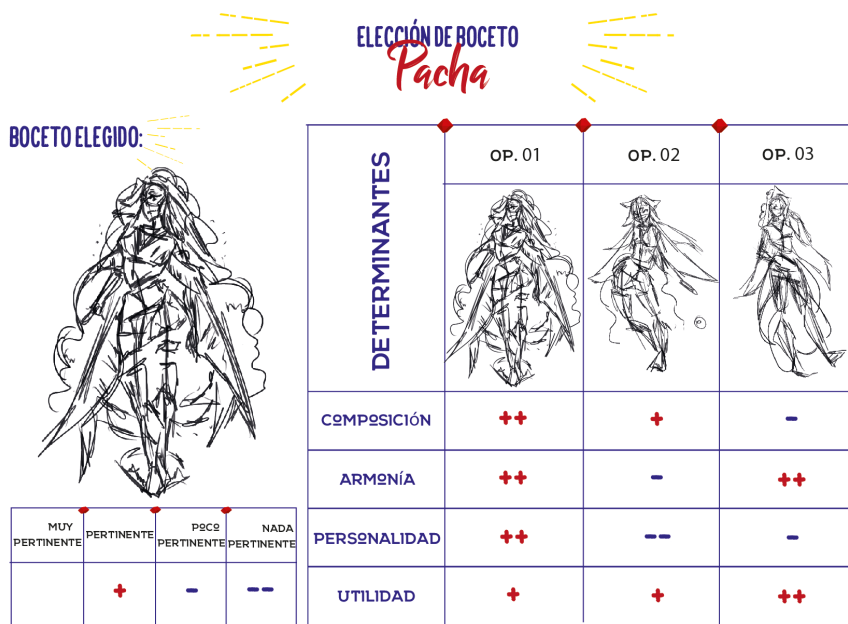 ELECCIÓN DE BOCETO
Pacha
BOCETO ELEGIDO:
DETERMINANTES
OP. 01
OP. 02
OP. 03
COMPOSICIÓN
++
+
-
ARMONÍA
++
-
++
PERSONALIDAD
++
--
-
UTILIDAD
+
+
++
MUY
PERTINENTE
PERTINENTE
POCO
PERTINENTE
NADA
PERTINENTE
+
-
--